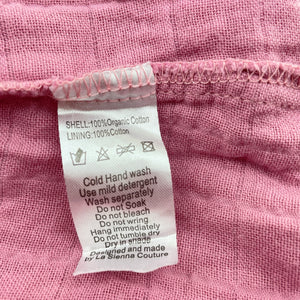 SHELL:100%Organic Cotton
LINING:100%Cotton
Cold Hand wash
Use mild detergent
Wash separately
Do not Soak
Do not bleach
Do not wring
Hang immediately
Do not tumble dry
Dry in shade
Designed and made
by La Sienna Couture